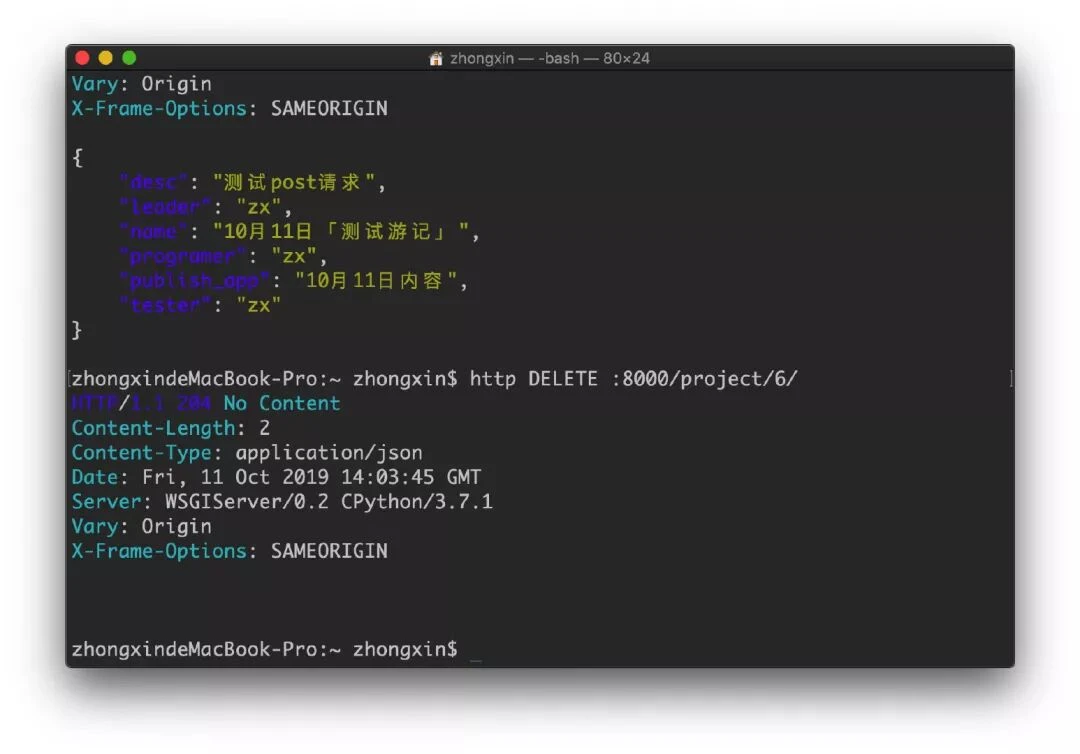 zhongxin — -bash — 80×24
Vary: Origin
X-Frame-Options: SAMEORIGIN
{
"desc": "测试post请求",
"leader": "zx",
"name": "10月11日「测试游记」",
"programer": "zx",
"publish_app": "10月11日内容",
"tester": "zx"
}
[zhongxindeMacBook-Pro:~ zhongxin$ http DELETE :8000/project/6/ ]
HTTP/1.1 204 No Content
Content-Length: 2
Content-Type: application/json
Date: Fri, 11 Oct 2019 14:03:45 GMT
Server: WSGIServer/0.2 CPython/3.7.1
Vary: Origin
X-Frame-Options: SAMEORIGIN
zhongxindeMacBook-Pro:~ zhongxin$ _